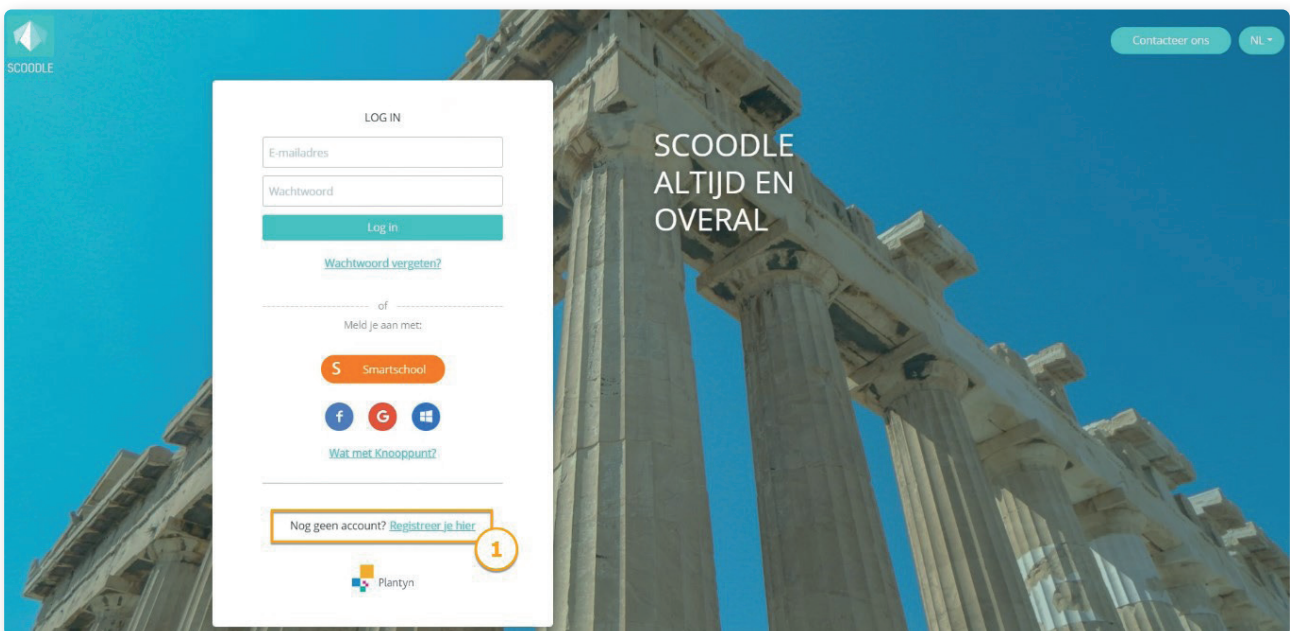 SCOODLE
Contacteer ons
NL
LOG IN
E-mailadres
Wachtwoord
Log in
Wachtwoord vergeten?
of
Meld je aan met:
S Smartschool
f G
Wat met Knooppunt?
Nog geen account? Registreer je hier
1
Plantyn
SCOODLE
ALTIJD EN
OVERAL